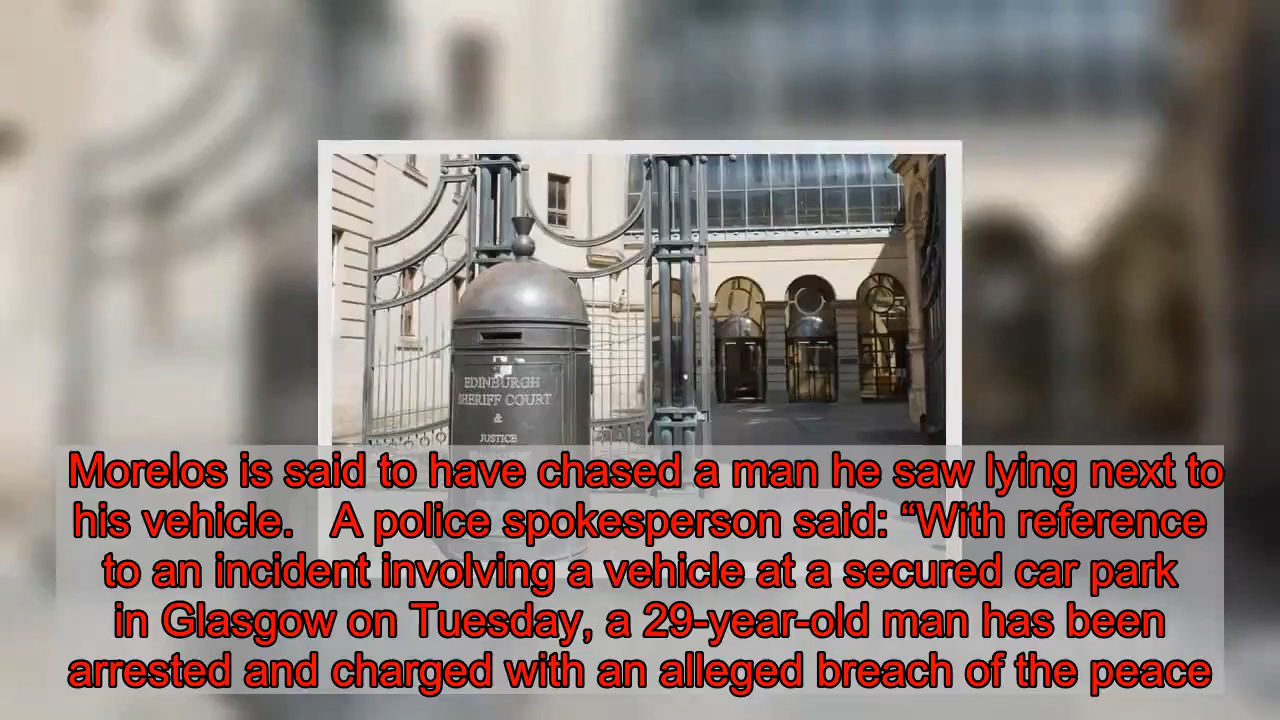 EDINBURGH
SHERIFF COURT
&
JUSTICE
Morelos is said to have chased a man he saw lying next to
his vehicle. A police spokesperson said: “With reference
to an incident involving a vehicle at a secured car park
in Glasgow on Tuesday, a 29-year-old man has been
arrested and charged with an alleged breach of the peace